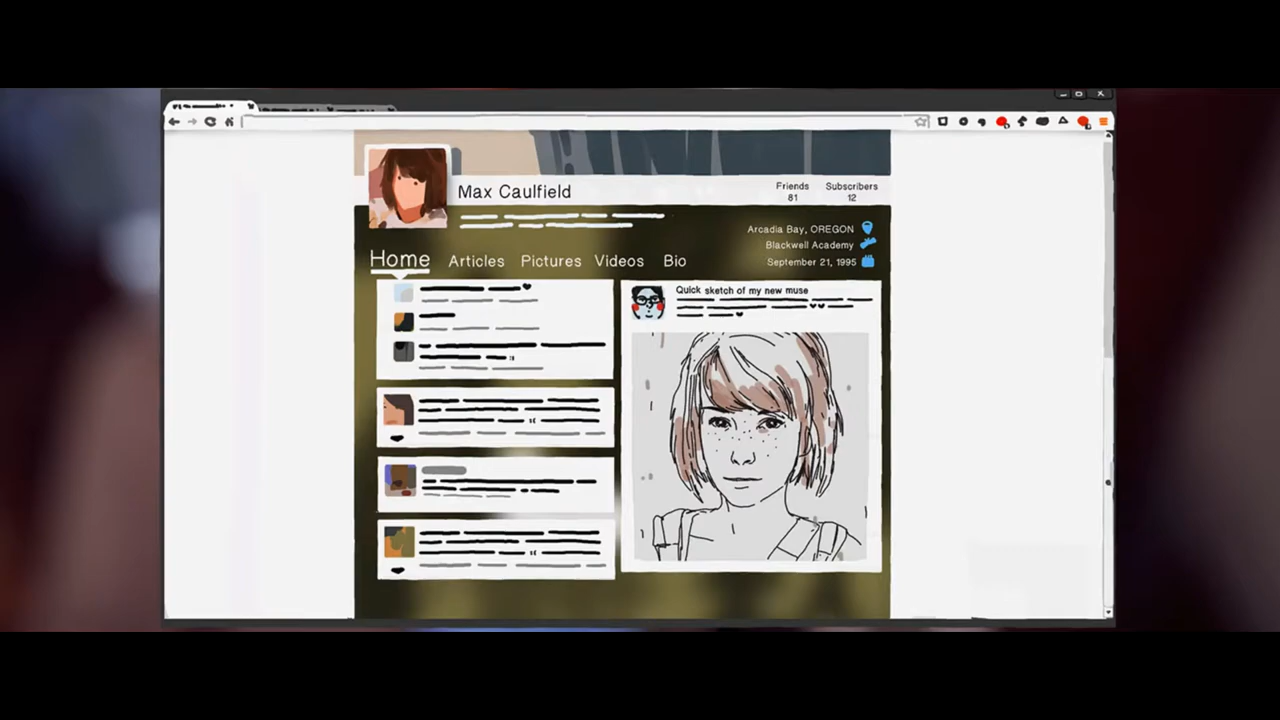 Max Caulfield
Friends
81
Subscribers
12
Arcadia Bay, OREGON
Blackwell Academy
September 21, 1995
Home Articles Pictures Videos Bio
Quick sketch of my new muse